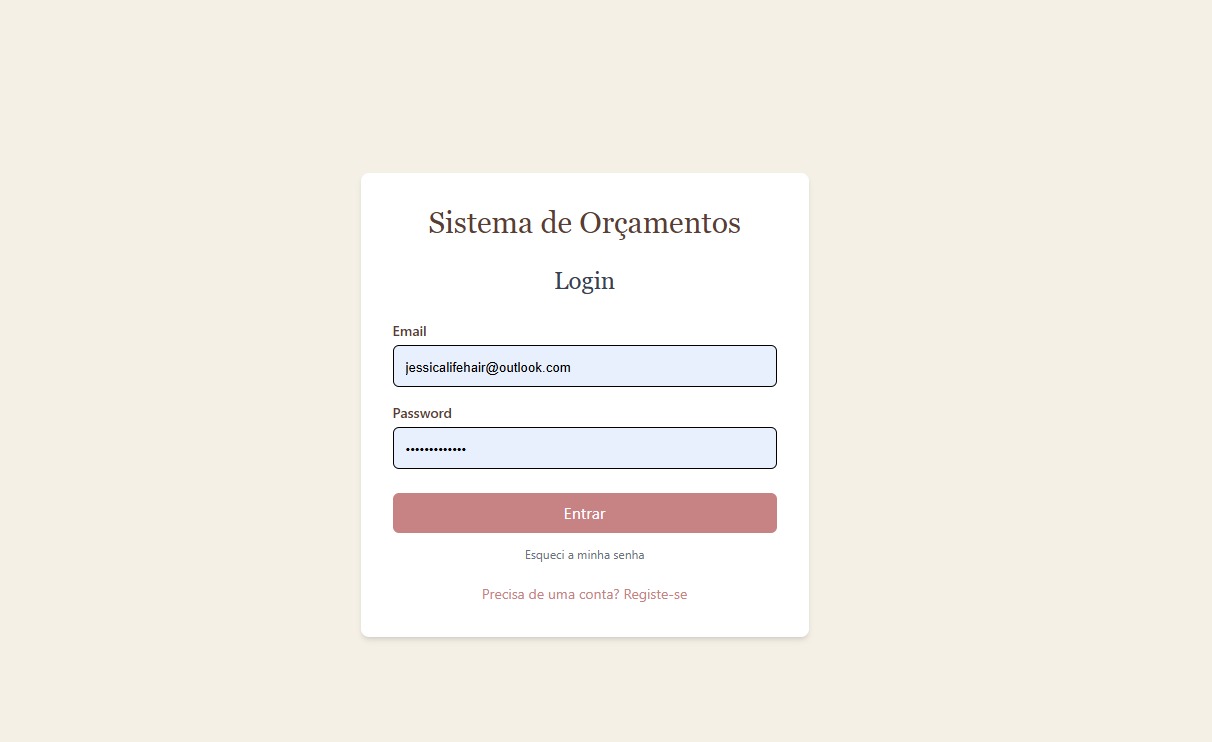 Sistema de Orçamentos
Login
Email
jessicalifehair@outlook.com
Password
•••••••••••••
Entrar
Esqueci a minha senha
Precisa de uma conta? Registe-se